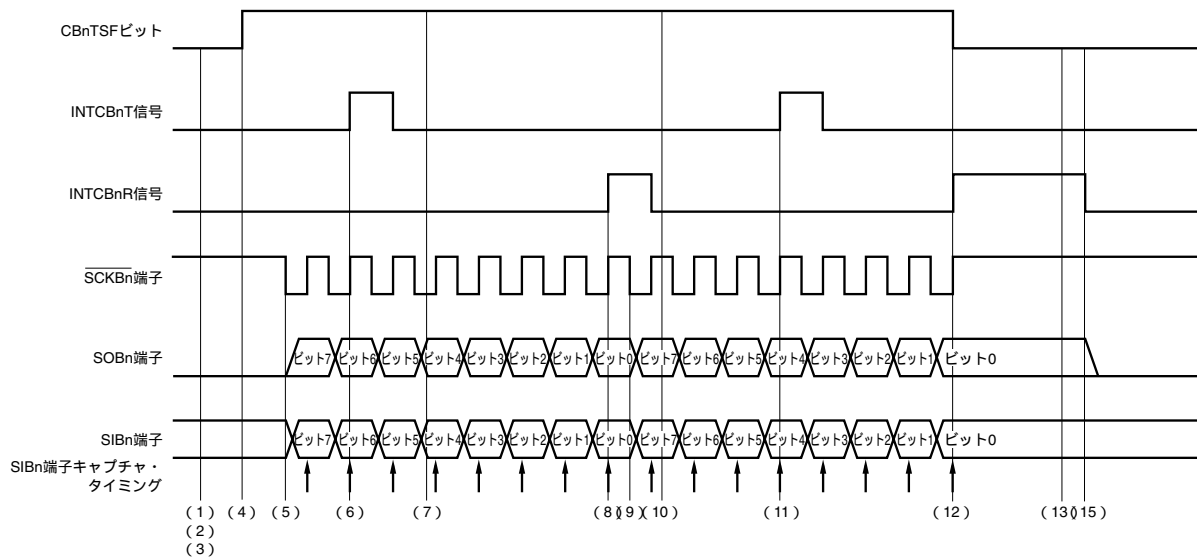 CBnTSFビット
INTCBnT信号
INTCBnR信号
SCKBn端子
SOBn端子 ビット7 ビット6 ビット5 ビット4 ビット3 ビット2 ビット1 ビット0 ビット7 ビット6 ビット5 ビット4 ビット3 ビット2 ビット1 ビット0
SIBn端子 ビット7 ビット6 ビット5 ビット4 ビット3 ビット2 ビット1 ビット0 ビット7 ビット6 ビット5 ビット4 ビット3 ビット2 ビット1 ビット0
SIBn端子キャプチャ・
タイミング
(1) (4) (5) (6) (7) (8)(9)(10) (11) (12) (13)(15)
(2)
(3)